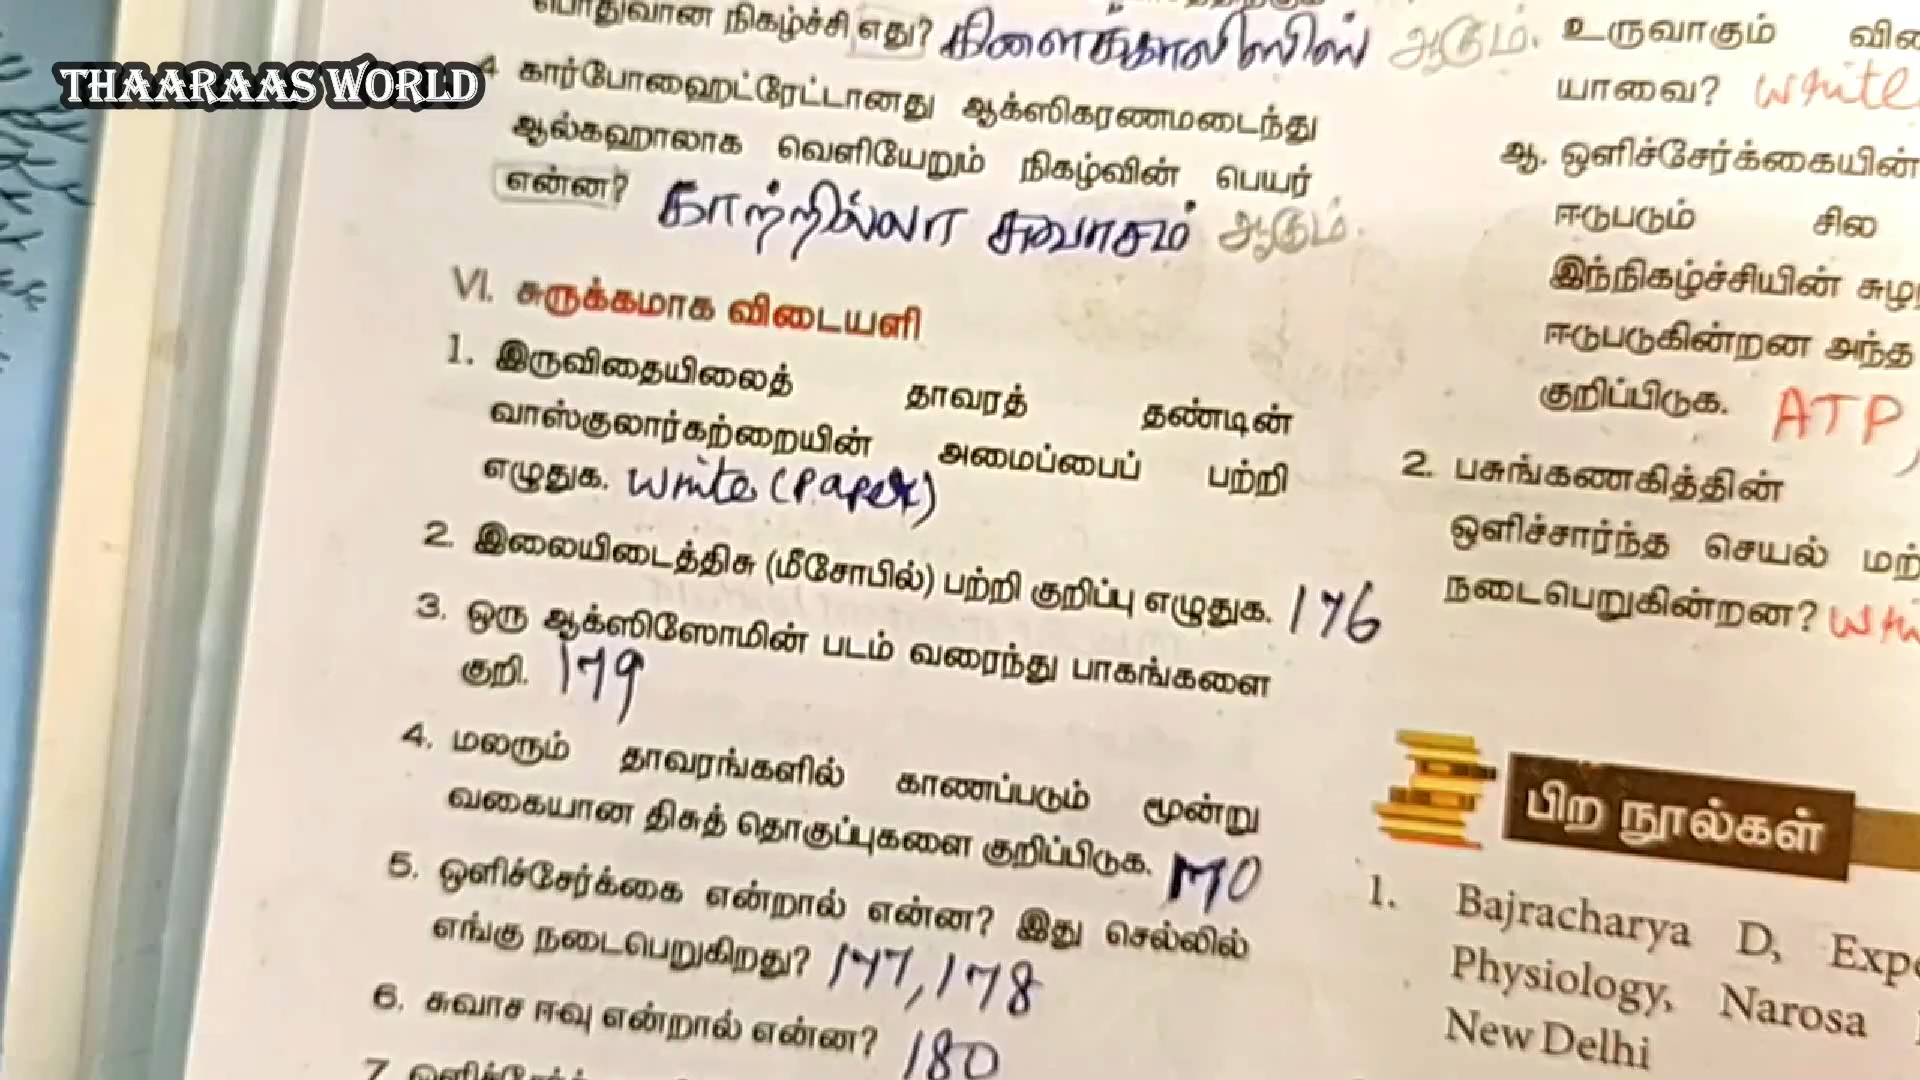 THAARAAS WORLD
பொதுவான நிகழ்ச்சி எது? கிளைக்காலிஸிஸ் ஆகும்.
4 கார்போஹைட்ரேட்டானது ஆக்ஸிகரணமடைந்து
ஆல்கஹாலாக வெளியேறும் நிகழ்வின் பெயர்
என்ன? காற்றில்லா சுவாசம் ஆகும்.
VI. சுருக்கமாக விடையளி
1. இருவிதையிலைத் தாவரத் தண்டின்
வாஸ்குலார்கற்றையின் அமைப்பைப் பற்றி
எழுதுக. write (paper)
2. இலையிடைத்திசு (மீசோபில்) பற்றி குறிப்பு எழுதுக. 176
3. ஒரு ஆக்ஸிஸோமின் படம் வரைந்து பாகங்களை
குறி. 179
4. மலரும் தாவரங்களில் காணப்படும் மூன்று
வகையான திசுத் தொகுப்புகளை குறிப்பிடுக. 170
5. ஒளிச்சேர்க்கை என்றால் என்ன? இது செல்லில்
எங்கு நடைபெறுகிறது? 177, 178
6. சுவாச ஈவு என்றால் என்ன? 180
7.
உருவாகும்
யாவை? write
ஆ. ஒளிச்சேர்க்கையின்
ஈடுபடும் சில
இந்நிகழ்ச்சியின்
ஈடுபடுகின்றன அந்த
குறிப்பிடுக. ATP,
2. பசுங்கணகித்தின்
ஒளிச்சார்ந்த செயல்
நடைபெறுகின்றன?
பிற நூல்கள்
1. Bajracharya D,
Physiology, Narosa
New Delhi